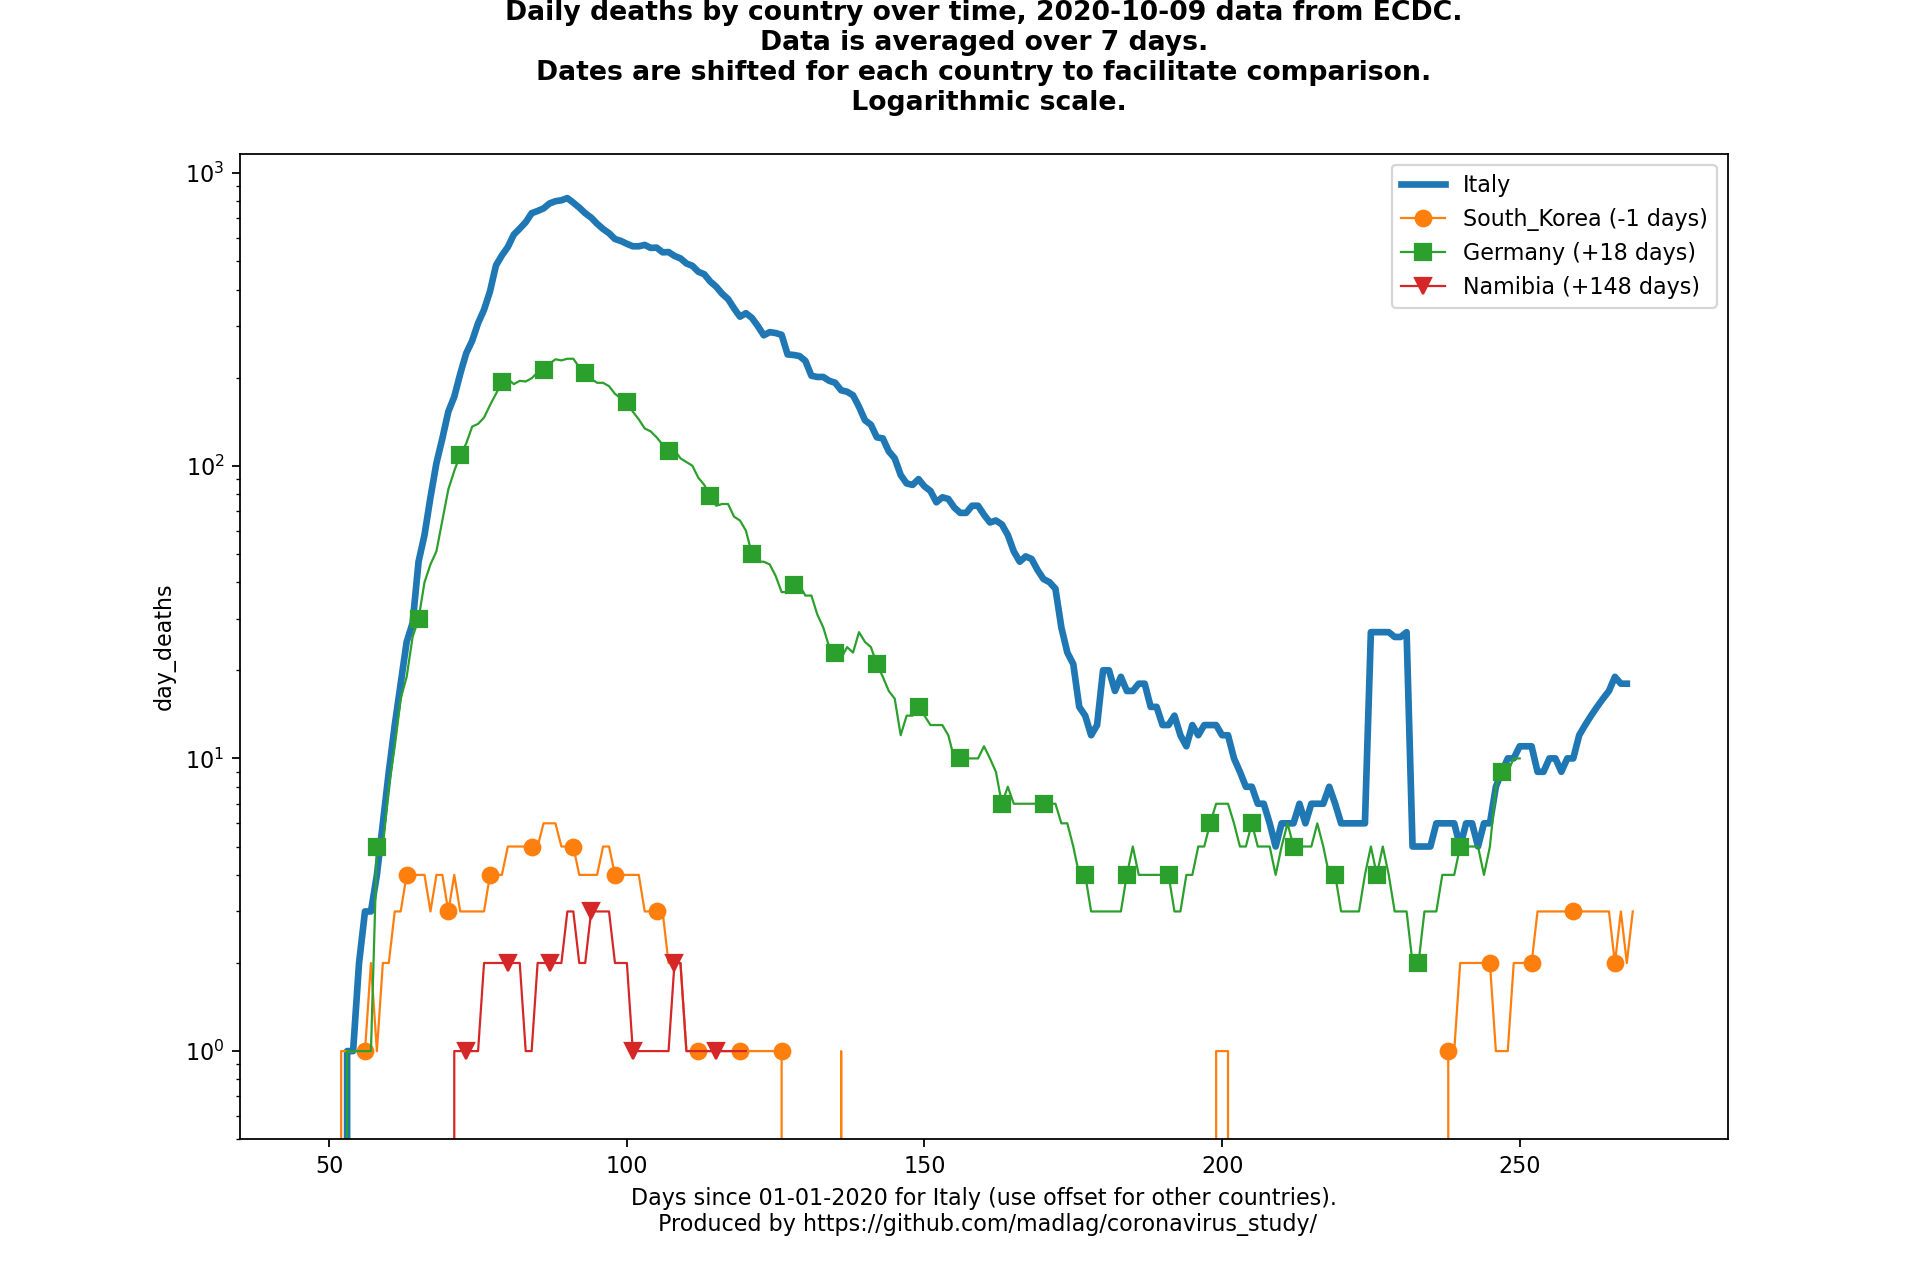 Daily deaths by country over time, 2020-10-09 data from ECDC.
Data is averaged over 7 days.
Dates are shifted for each country to facilitate comparison.
Logarithmic scale.
10³
10²
10¹
10⁰
day_deaths
Italy
South_Korea (-1 days)
Germany (+18 days)
Namibia (+148 days)
50 100 150 200 250
Days since 01-01-2020 for Italy (use offset for other countries).
Produced by https://github.com/madlag/coronavirus_study/